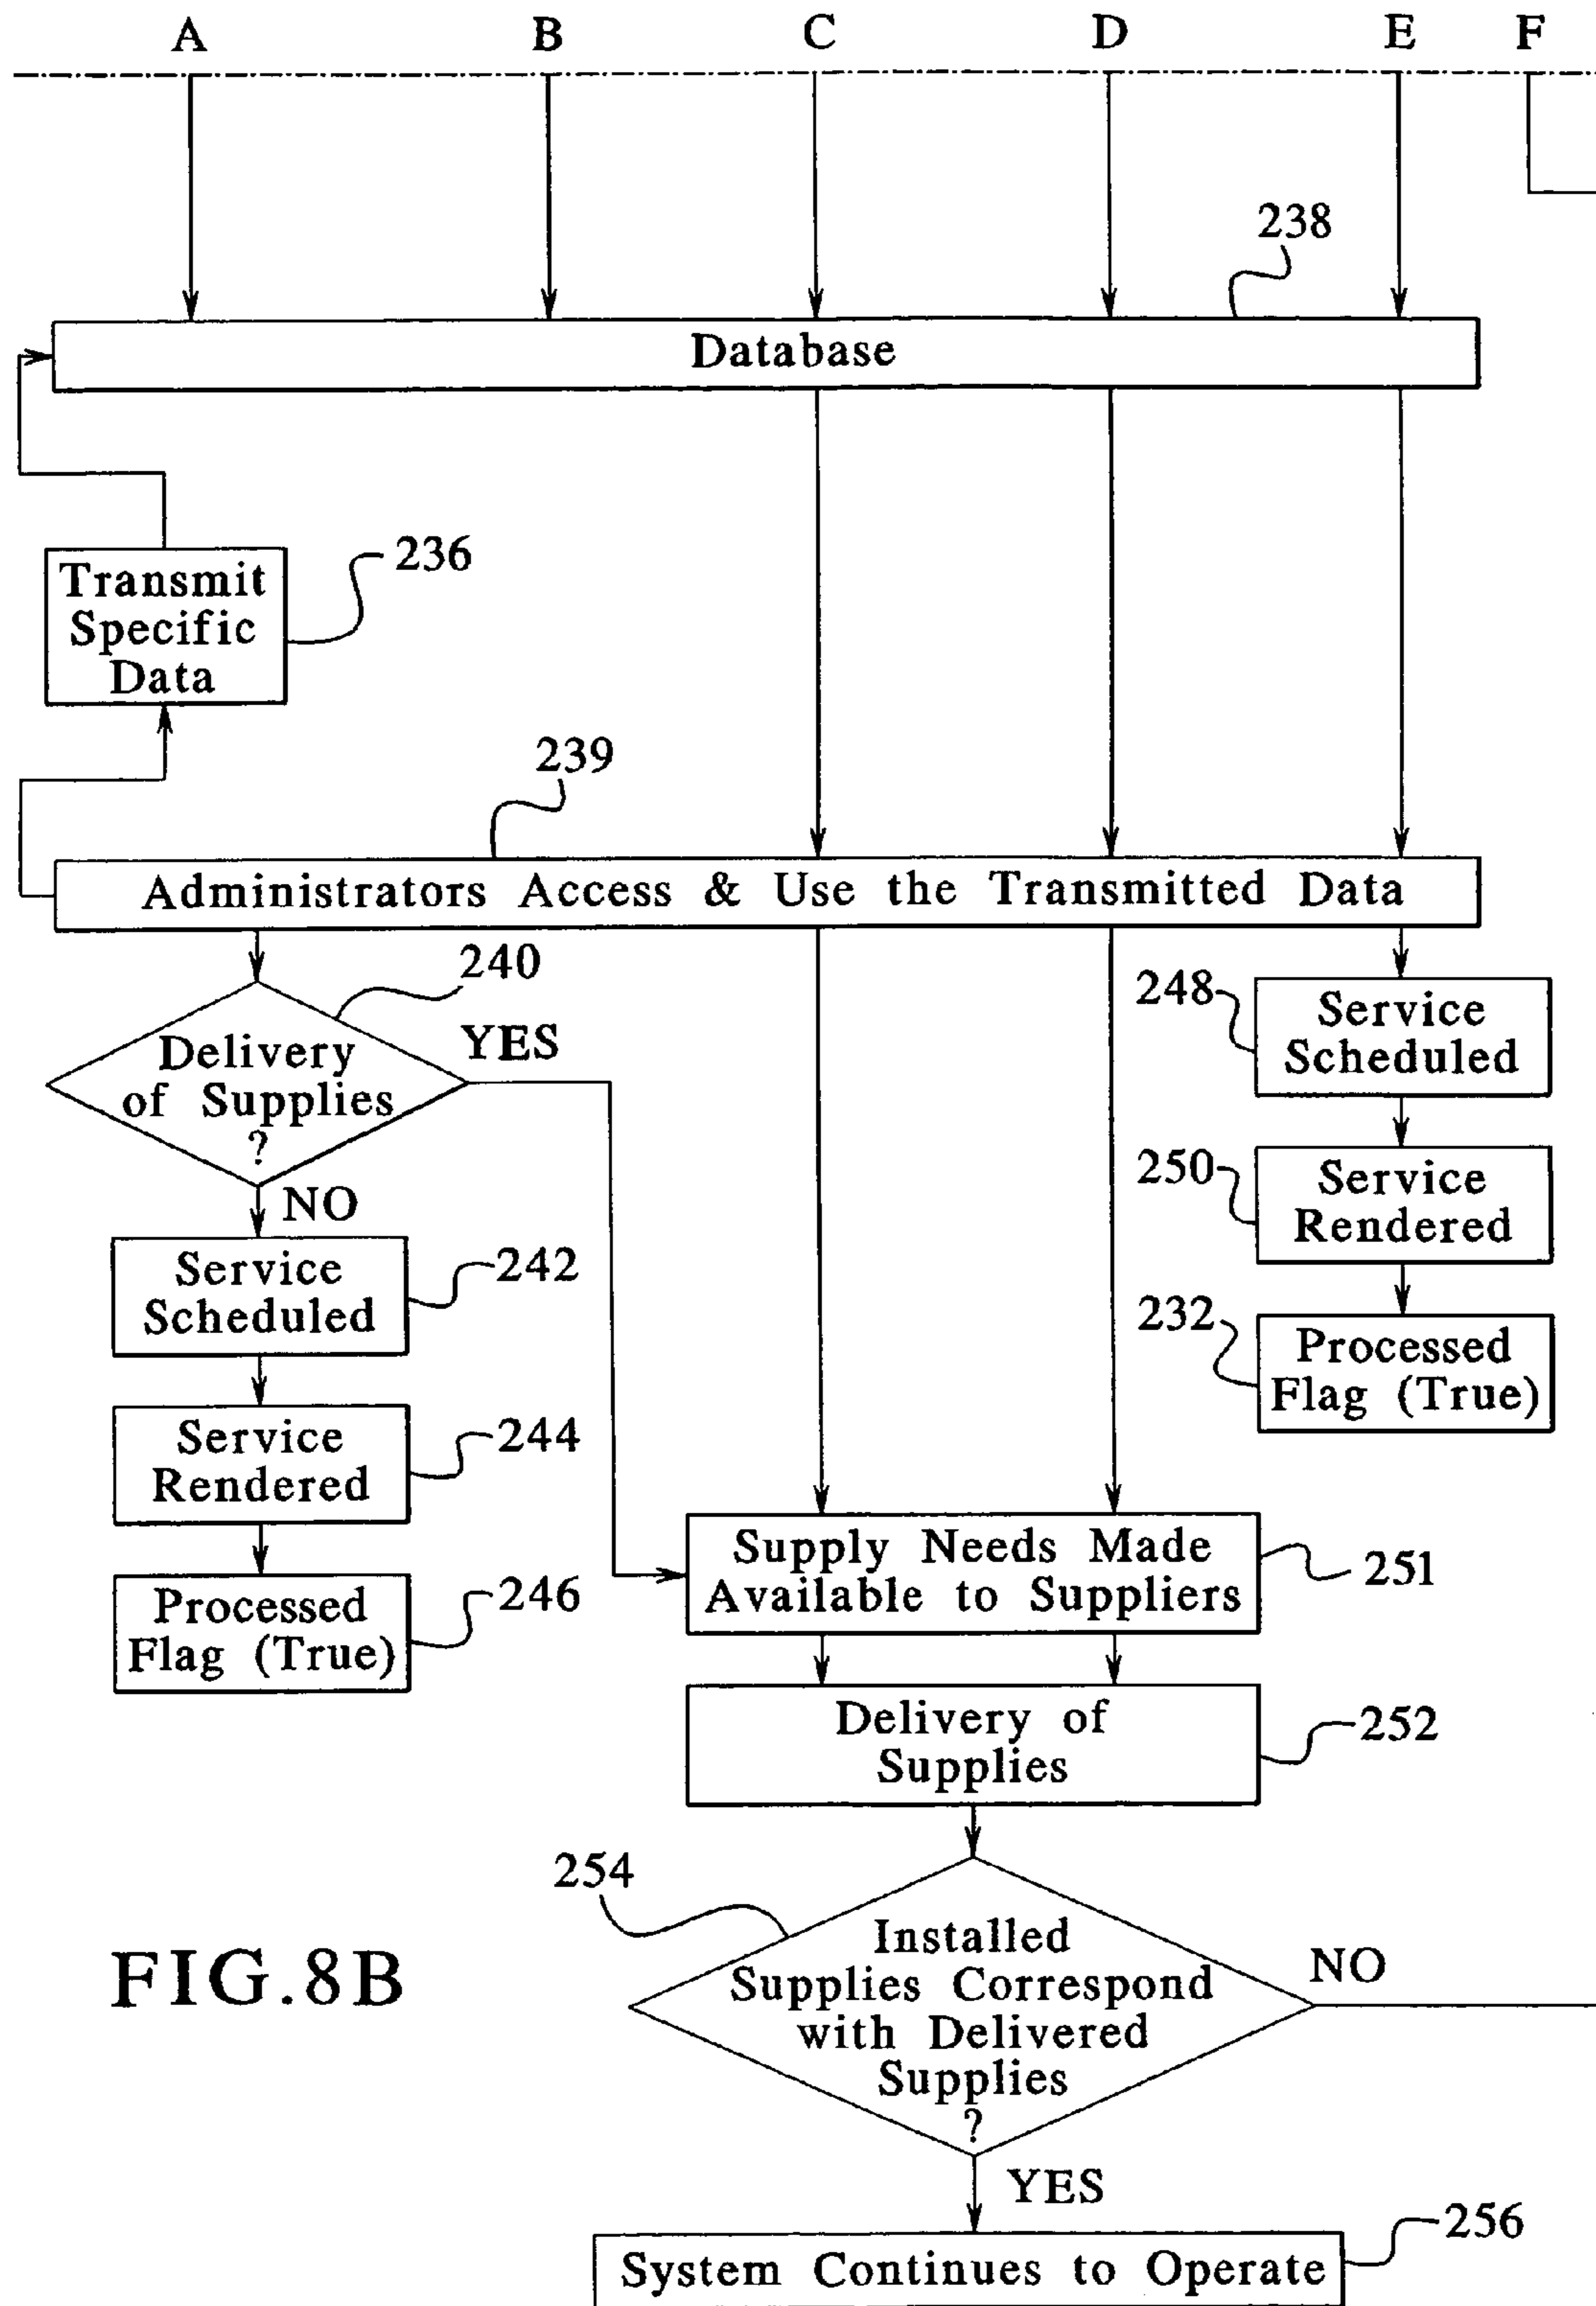 A B C D E F
238
Database
236
Transmit
Specific
Data
239
Administrators Access & Use the Transmitted Data
240
Delivery
of Supplies
?
YES
NO
248
Service
Scheduled
250
Service
Rendered
232
Processed
Flag (True)
242
Service
Scheduled
244
Service
Rendered
246
Processed
Flag (True)
Supply Needs Made
Available to Suppliers
251
Delivery of
Supplies
252
254
Installed
Supplies Correspond
with Delivered
Supplies
?
NO
YES
FIG.8B
256
System Continues to Operate